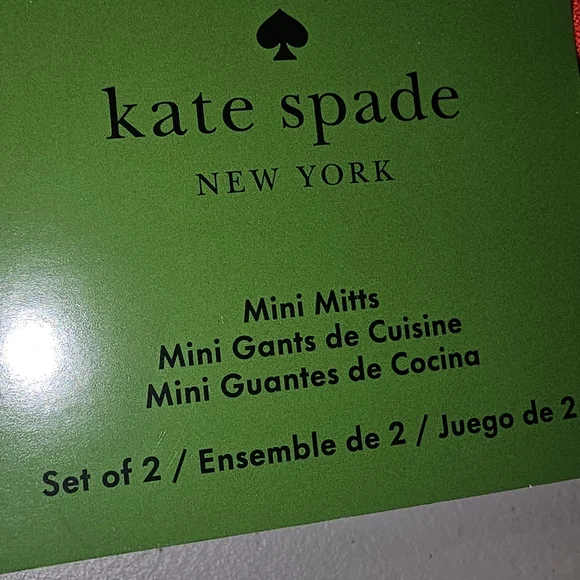 kate spade
NEW YORK
Mini Mitts
Mini Gants de Cuisine
Mini Guantes de Cocina
Set of 2 / Ensemble de 2 / Juego de 2